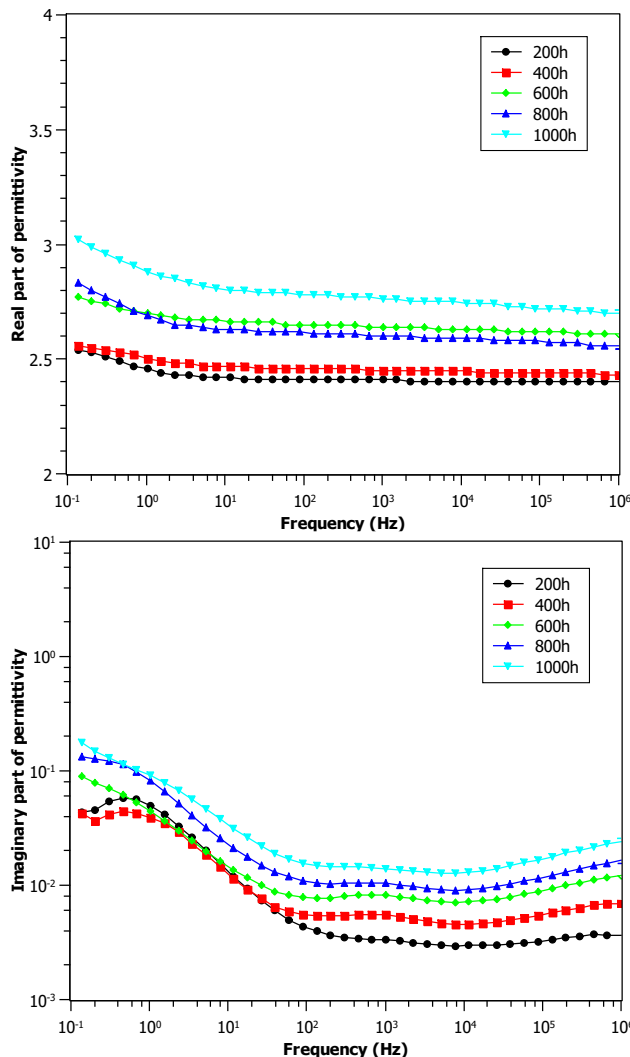 4
3.5
3
2.5
2
Real part of permittivity
200h
400h
600h
800h
1000h
10-1 100 101 102 103 104 105 106
Frequency (Hz)
101
100
10-1
10-2
10-3
Imaginary part of permittivity
200h
400h
600h
800h
1000h
10-1 100 101 102 103 104 105 106
Frequency (Hz)